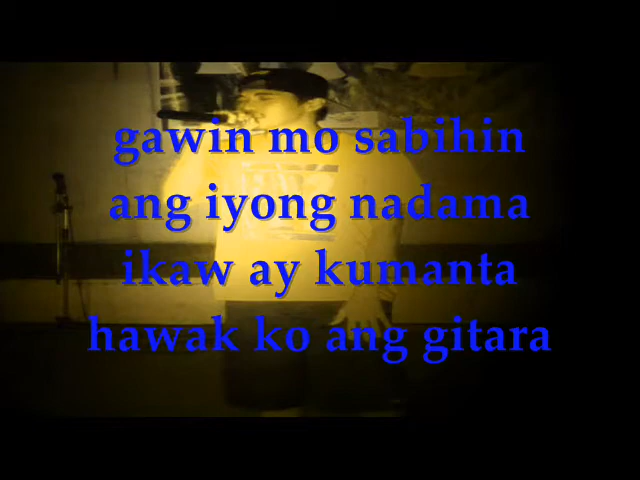 gawin mo sabihin
ang iyong nadama
ikaw ay kumanta
hawak ko ang gitara